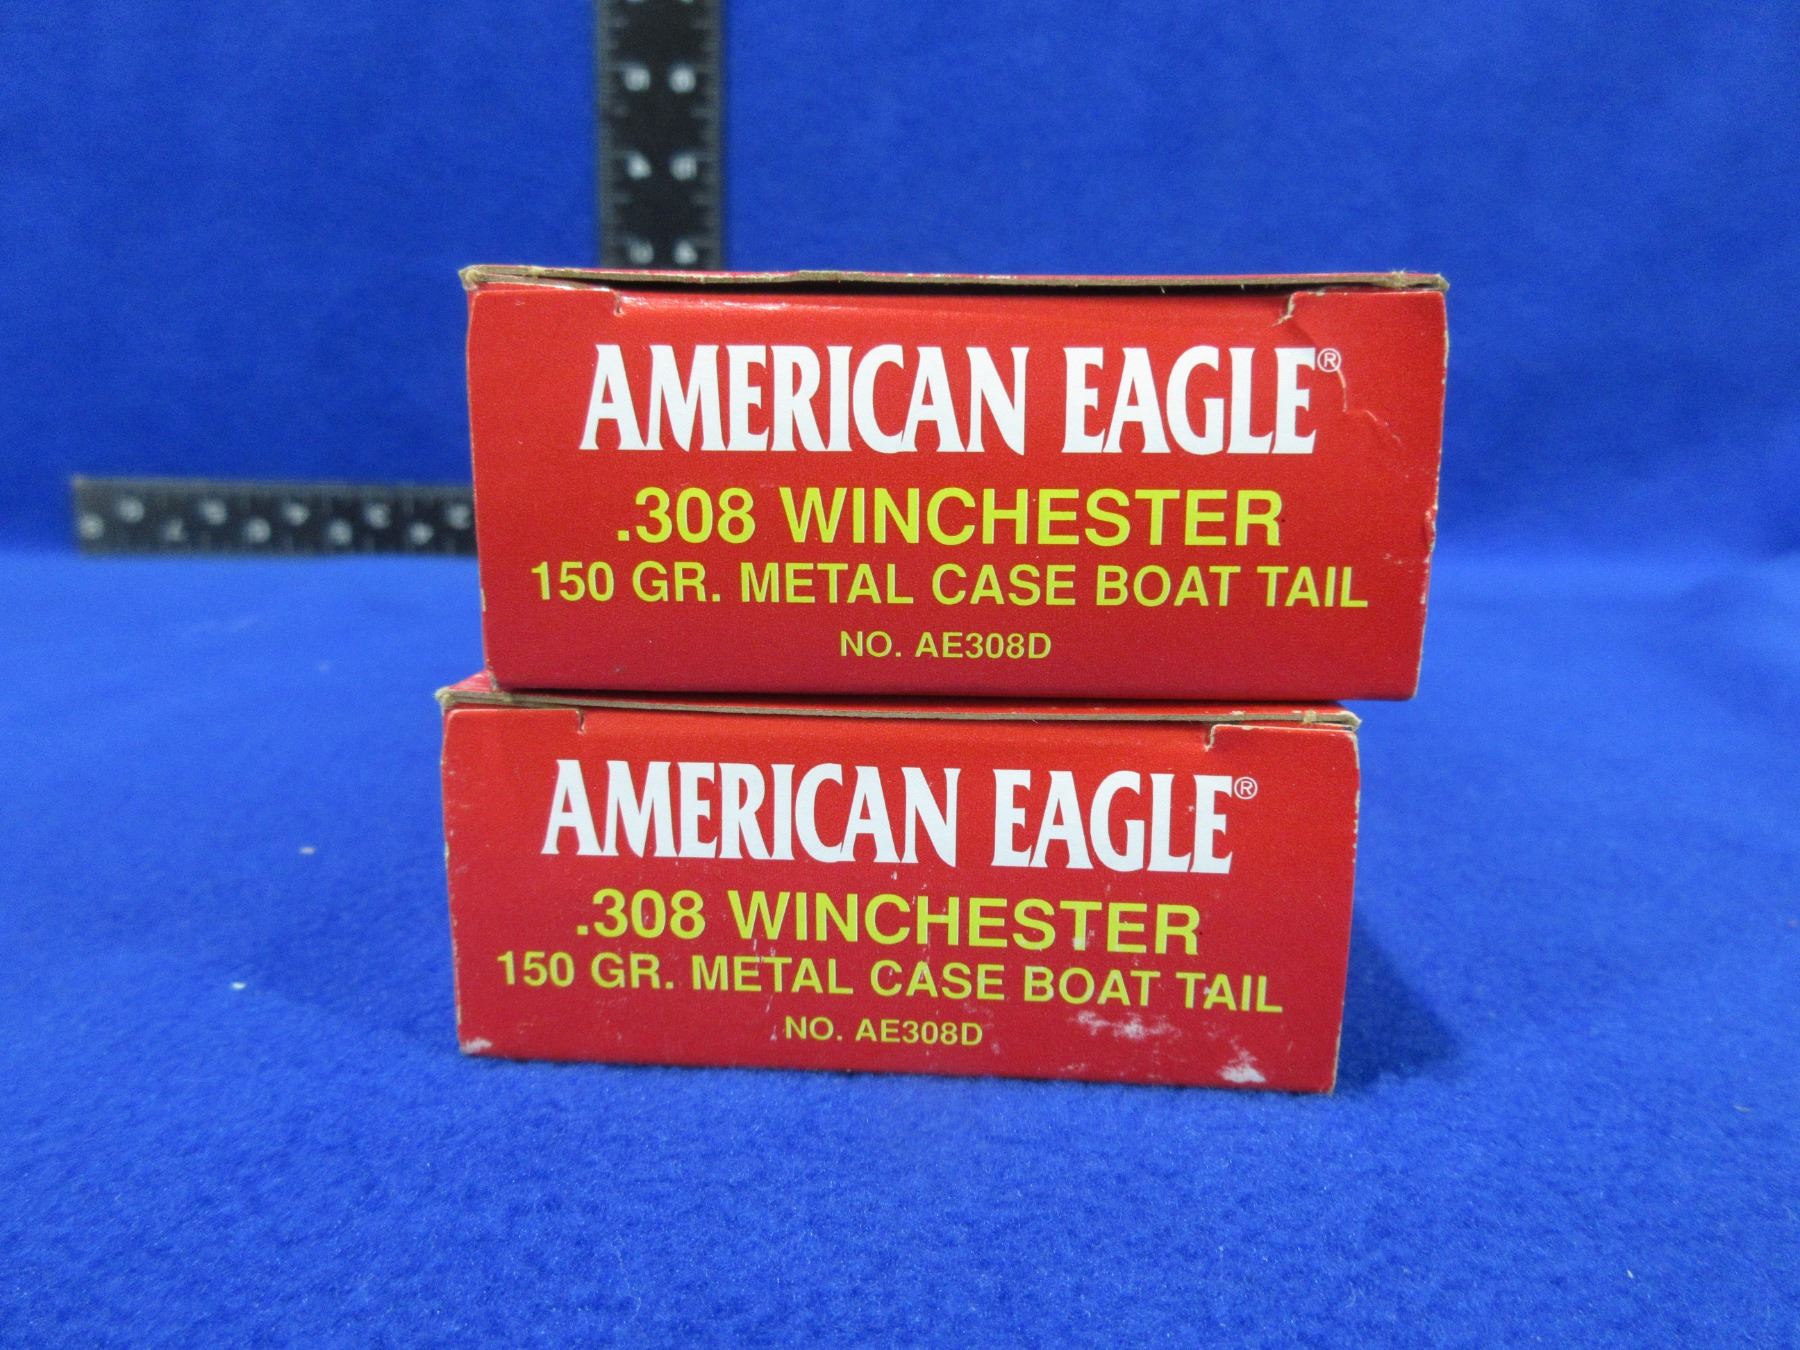 AMERICAN EAGLE®
.308 WINCHESTER
150 GR. METAL CASE BOAT TAIL
NO. AE308D
AMERICAN EAGLE®
.308 WINCHESTER
150 GR. METAL CASE BOAT TAIL
NO. AE308D